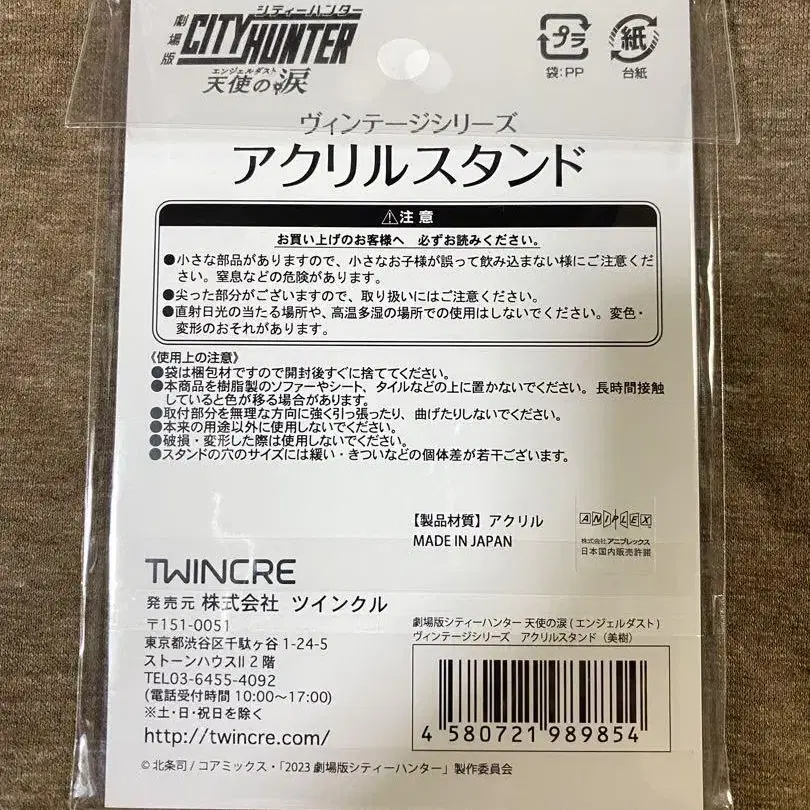 シティーハンター
劇場版
CITYHUNTER
エンジェルダスト
天使の涙
プラ
袋:PP
紙
台紙
ヴィンテージシリーズ
アクリルスタンド
⚠注意
お買い上げのお客様へ 必ずお読みください。
●小さな部品がありますので、小さなお子様が誤って飲み込まない様にご注意くだ
さい。窒息などの危険があります。
●尖った部分がございますので、取り扱いにはご注意ください。
●直射日光の当たる場所や、高温多湿の場所での使用はしないでください。変色・
変形のおそれがあります。
《使用上の注意》
●袋は梱包材ですので開封後すぐに捨ててください。
●本商品を樹脂製のソファーやシート、タイルなどの上に置かないでください。長時間接触
していると色が移る場合があります。
●取付部分を無理な方向に強く引っ張ったり、曲げたりしないでください。
●本来の用途以外に使用しないでください。
●破損・変形した際は使用しないでください。
●スタンドの穴のサイズには緩い・きついなどの個体差が若干ございます。
【製品材質】アクリル
MADE IN JAPAN
ANIPLEX
株式会社アニプレックス
日本国内販売許諾
TWINCRE
発売元 株式会社 ツインクル
〒151-0051
東京都渋谷区千駄ヶ谷 1-24-5
ストーンハウスII 2階
TEL03-6455-4092
(電話受付時間 10:00〜17:00)
※土・日・祝日を除く
http://twincre.com/
劇場版シティーハンター 天使の涙(エンジェルダスト)
ヴィンテージシリーズ アクリルスタンド(美樹)
4 580721 989854
© 北条司 / コアミックス・「2023 劇場版シティーハンター」製作委員会